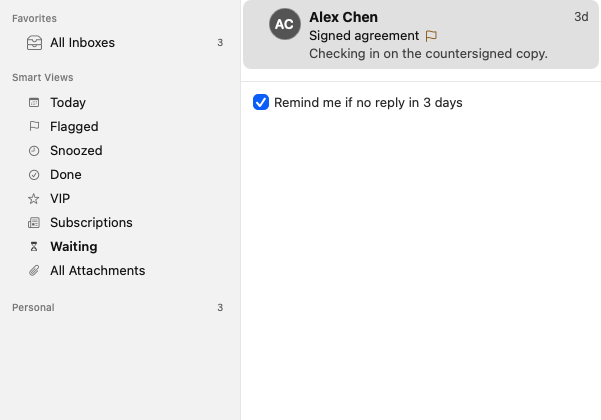 Favorites
All Inboxes 3
Smart Views
Today
Flagged
Snoozed
Done
VIP
Subscriptions
Waiting
All Attachments
Personal 3
AC
Alex Chen 3d
Signed agreement
Checking in on the countersigned copy.
Remind me if no reply in 3 days